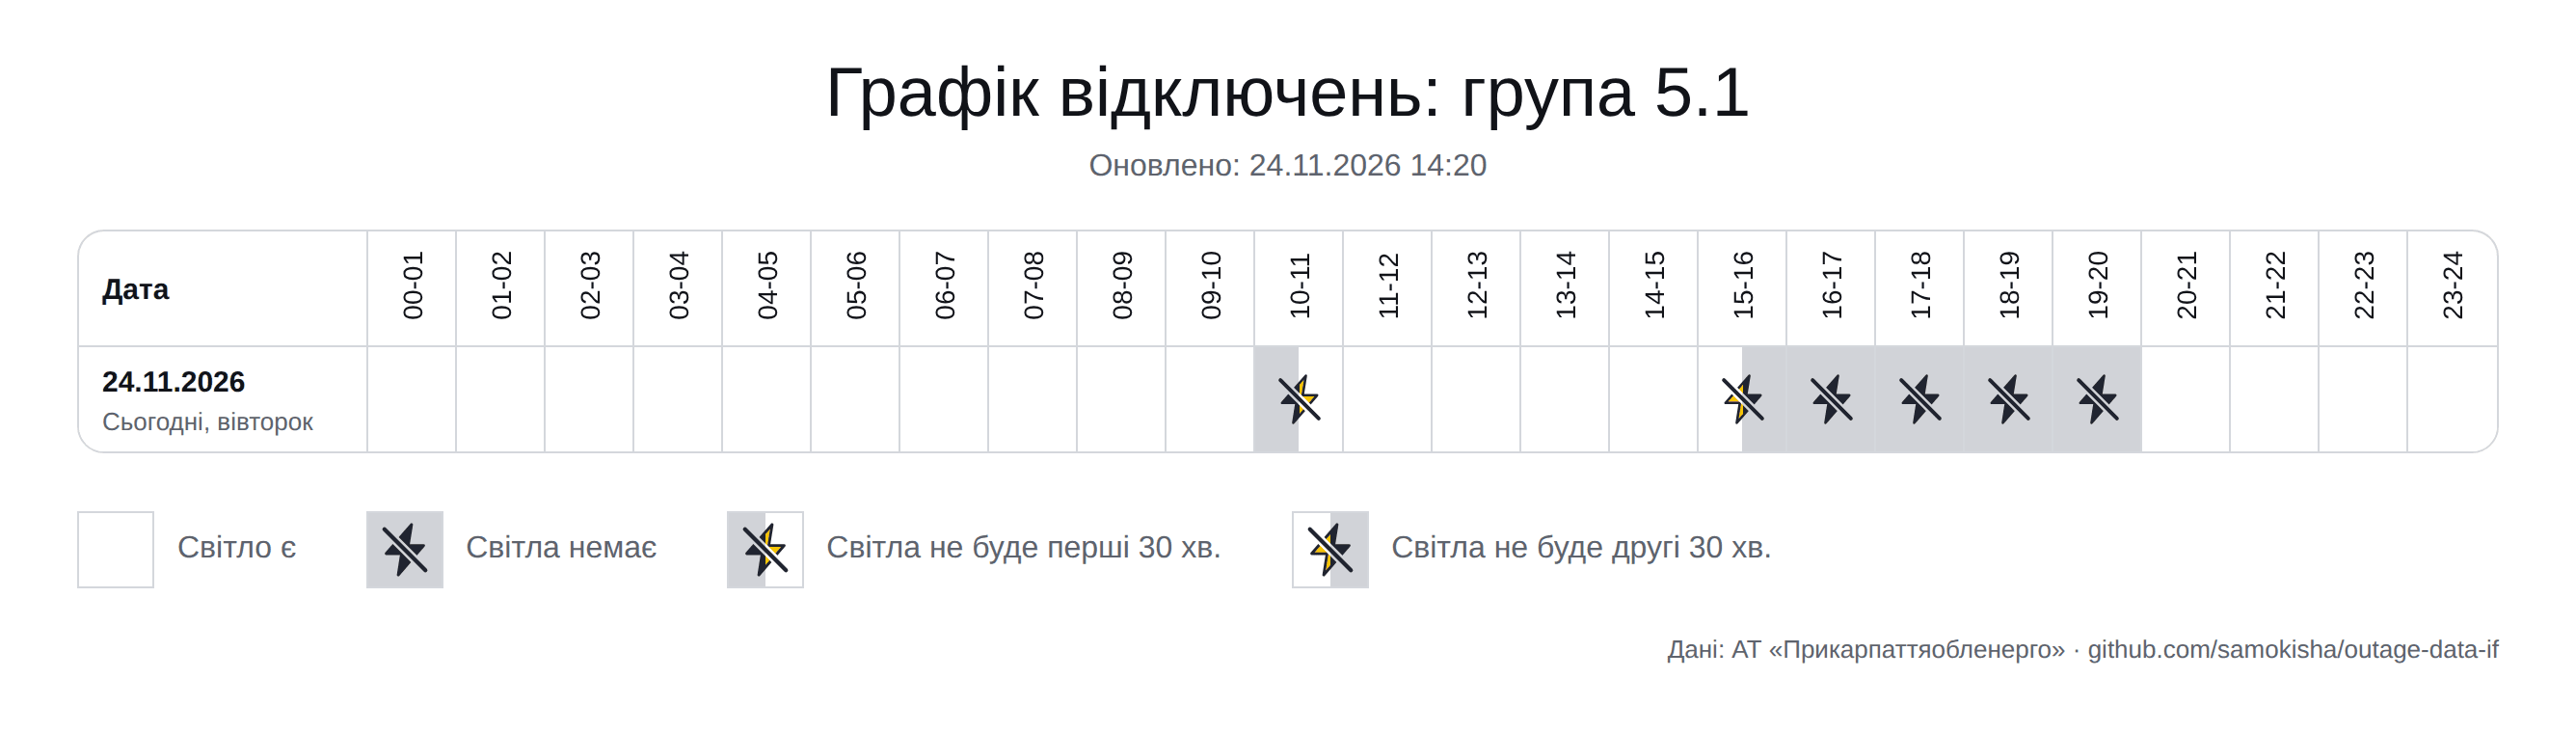 Графік відключень: група 5.1
Оновлено: 24.11.2026 14:20
Дата 00-01 01-02 02-03 03-04 04-05 05-06 06-07 07-08 08-09 09-10 10-11 11-12 12-13 13-14 14-15 15-16 16-17 17-18 18-19 19-20 20-21 21-22 22-23 23-24
24.11.2026
Сьогодні, вівторок
Світло є Світла немає Світла не буде перші 30 хв. Світла не буде другі 30 хв.
Дані: АТ «Прикарпаттяобленерго» · github.com/samokisha/outage-data-if